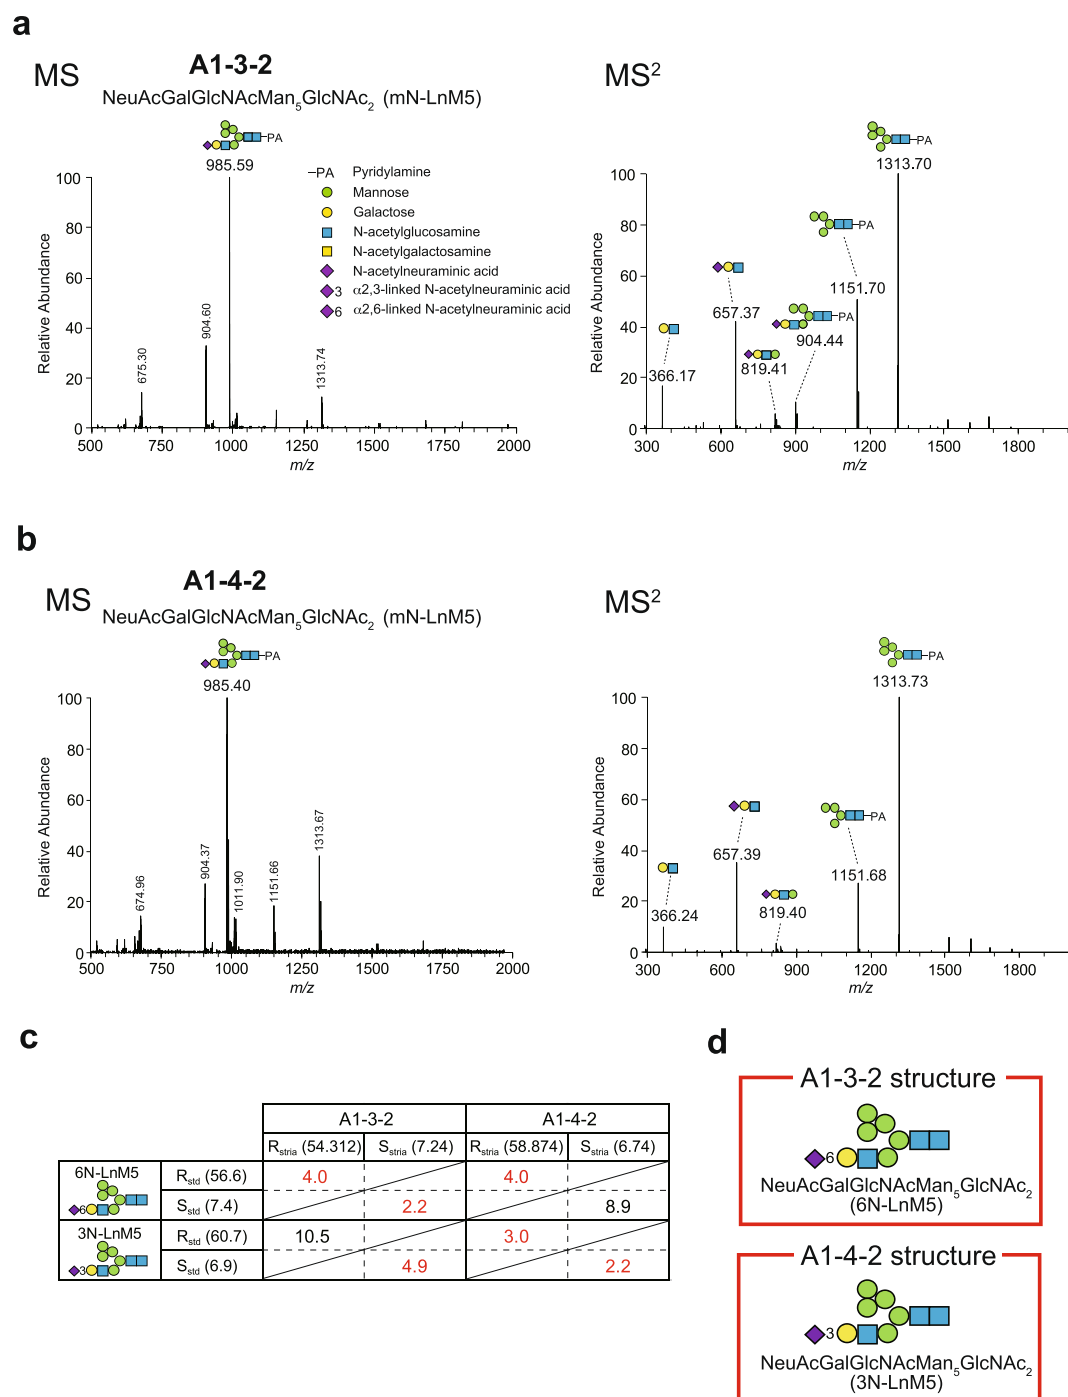 a
MS
A1-3-2
NeuAcGalGlcNAcMan5GlcNAc2 (mN-LnM5)
PA
985.59
–PA Pyridylamine
Mannose
Galactose
N-acetylglucosamine
N-acetylgalactosamine
N-acetylneuraminic acid
3 α2,3-linked N-acetylneuraminic acid
6 α2,6-linked N-acetylneuraminic acid
904.60
675.30
1313.74
Relative Abundance
100
80
60
40
20
0
500 750 1000 1250 1500 1750 2000
m/z
MS2
PA
1313.70
PA
1151.70
657.37
PA
904.44
819.41
366.17
Relative Abundance
100
80
60
40
20
0
300 600 900 1200 1500 1800
m/z
b
MS
A1-4-2
NeuAcGalGlcNAcMan5GlcNAc2 (mN-LnM5)
PA
985.40
904.37
674.96
1011.90
1151.66
1313.67
Relative Abundance
100
80
60
40
20
0
500 750 1000 1250 1500 1750 2000
m/z
MS2
PA
1313.73
PA
1151.68
657.39
819.40
366.24
Relative Abundance
100
80
60
40
20
0
300 600 900 1200 1500 1800
m/z
c
A1-3-2 A1-4-2
Rstria (54.312) Sstria (7.24) Rstria (58.874) Sstria (6.74)
6N-LnM5
6
Rstd (56.6) 4.0 4.0
Sstd (7.4) 2.2 8.9
3N-LnM5
3
Rstd (60.7) 10.5 3.0
Sstd (6.9) 4.9 2.2
d
A1-3-2 structure
6
NeuAcGalGlcNAcMan5GlcNAc2
(6N-LnM5)
A1-4-2 structure
3
NeuAcGalGlcNAcMan5GlcNAc2
(3N-LnM5)